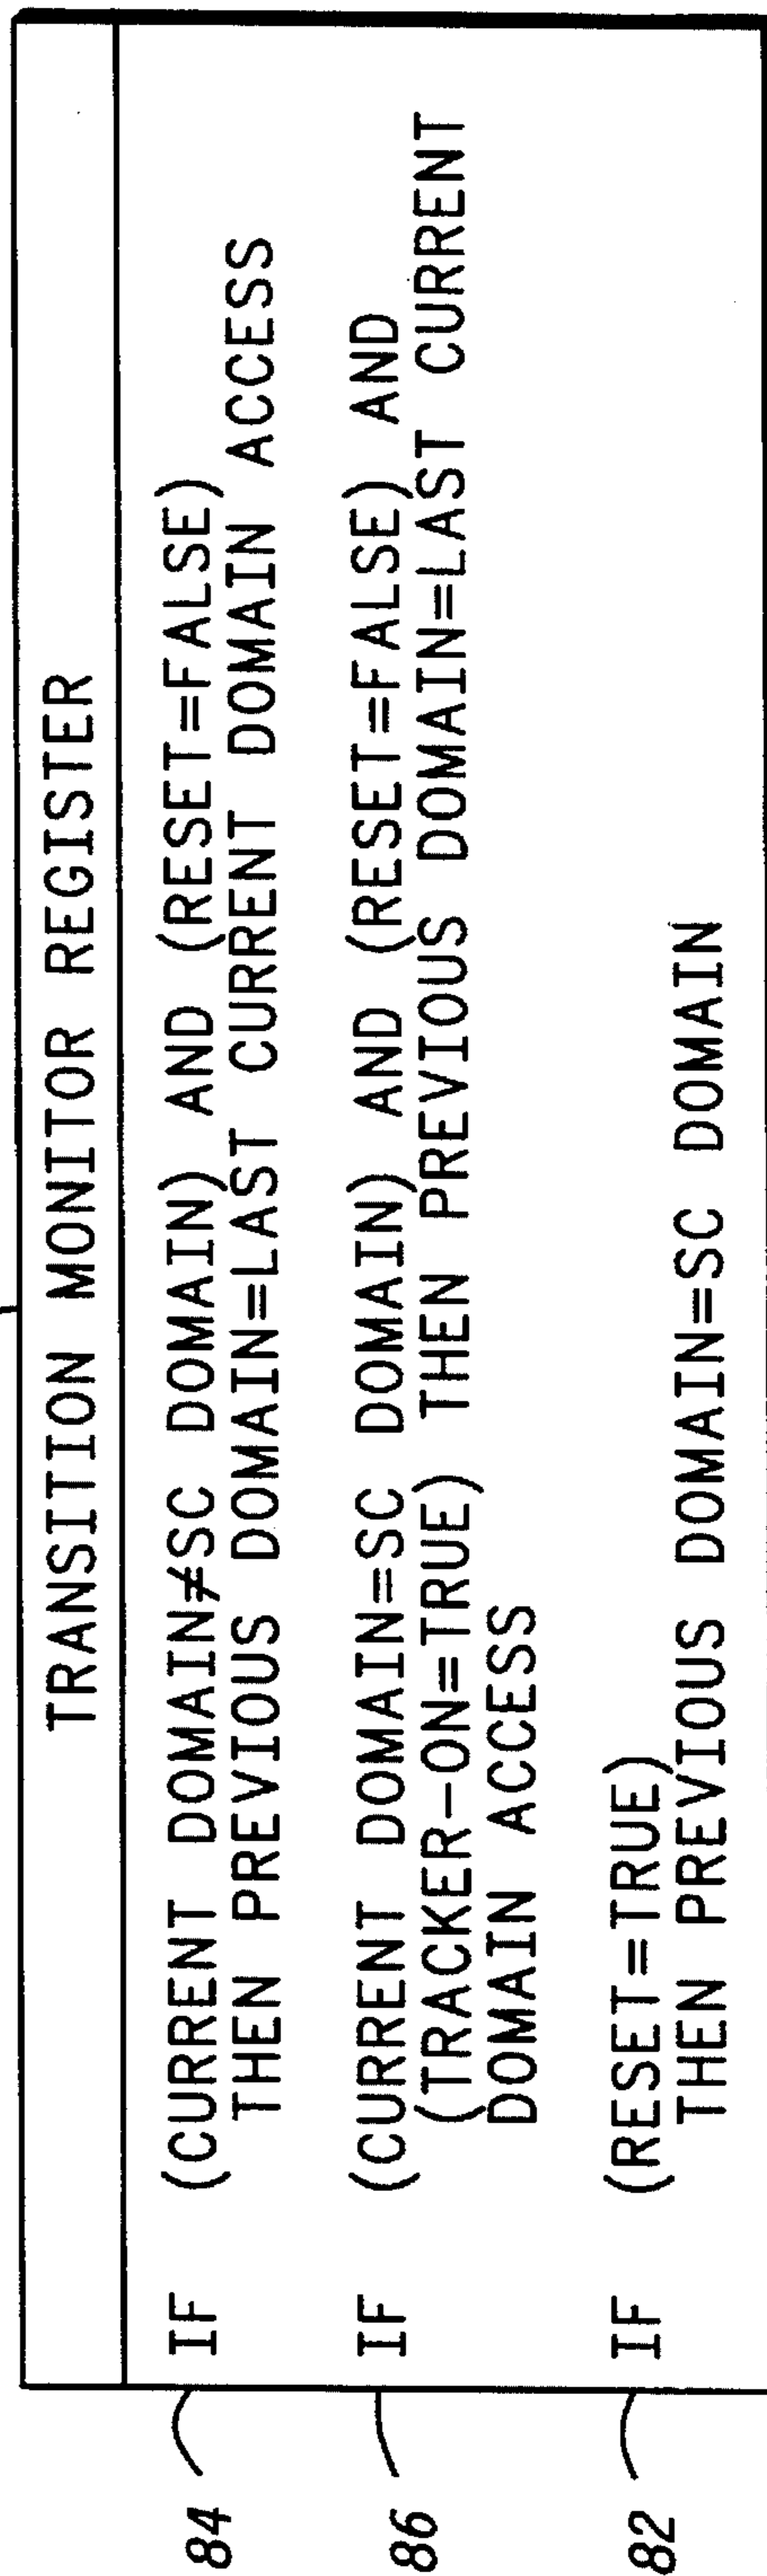 TRANSITION MONITOR REGISTER
84 IF (CURRENT DOMAIN≠SC DOMAIN) AND (RESET=FALSE)
THEN PREVIOUS DOMAIN=LAST CURRENT DOMAIN ACCESS
86 IF (CURRENT DOMAIN=SC DOMAIN) AND (RESET=FALSE) AND
(TRACKER-ON=TRUE) THEN PREVIOUS DOMAIN=LAST CURRENT
DOMAIN ACCESS
82 IF (RESET=TRUE)
THEN PREVIOUS DOMAIN=SC DOMAIN